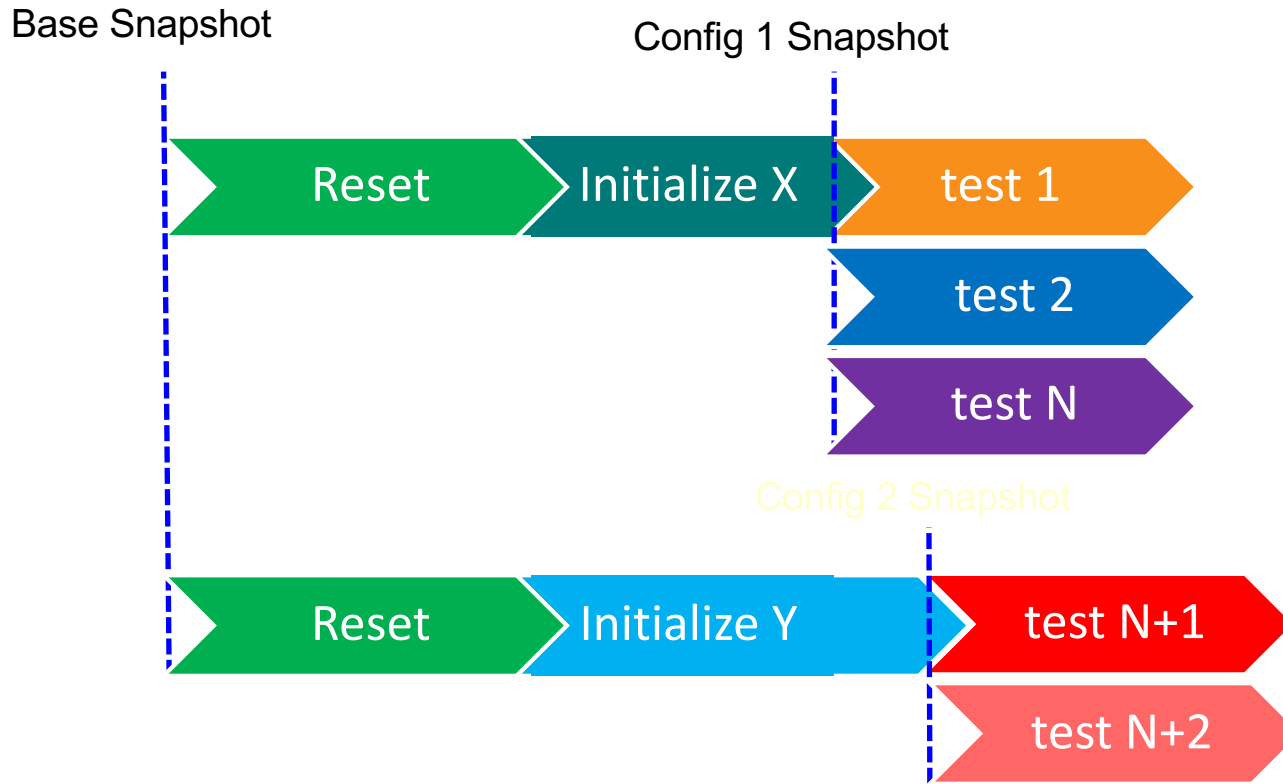 Base Snapshot
Config 1 Snapshot
Reset
Initialize X
test 1
test 2
test N
Config 2 Snapshot
Reset
Initialize Y
test N+1
test N+2